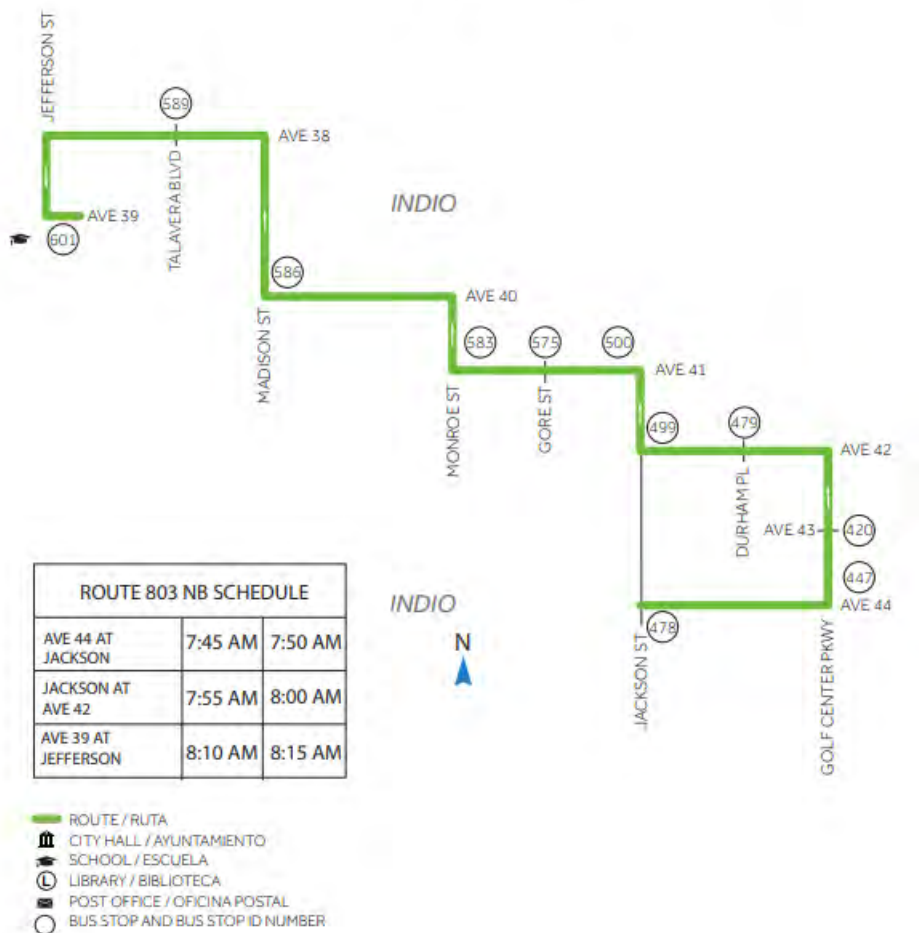 JEFFERSON ST
589
AVE 38
TALAVERA BLVD
INDIO
AVE 39
601
586
AVE 40
MADISON ST
583
575
500
AVE 41
MONROE ST
GORE ST
499
479
AVE 42
DURHAM PL
AVE 43
420
447
AVE 44
478
JACKSON ST
GOLF CENTER PKWY
INDIO
N
ROUTE 803 NB SCHEDULE
AVE 44 AT
JACKSON
7:45 AM
7:50 AM
JACKSON AT
AVE 42
7:55 AM
8:00 AM
AVE 39 AT
JEFFERSON
8:10 AM
8:15 AM
ROUTE / RUTA
CITY HALL / AYUNTAMIENTO
SCHOOL / ESCUELA
L LIBRARY / BIBLIOTECA
POST OFFICE / OFICINA POSTAL
BUS STOP AND BUS STOP ID NUMBER